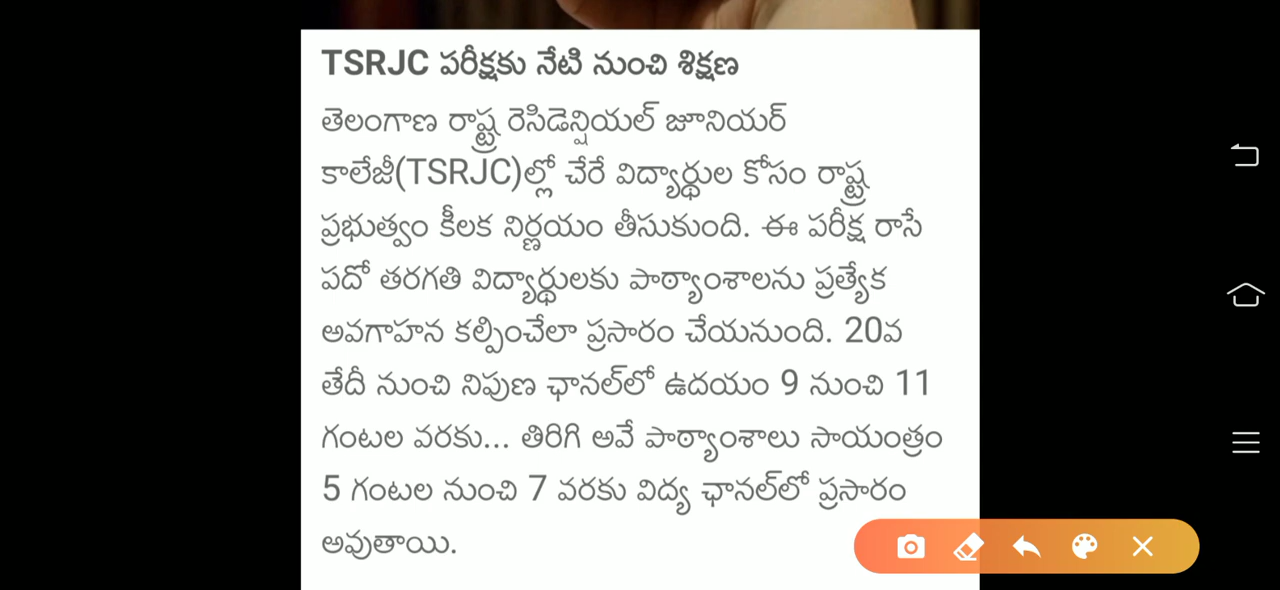 TSRJC పరీక్షకు నేటి నుంచి శిక్షణ
తెలంగాణ రాష్ట్ర రెసిడెన్షియల్ జూనియర్
కాలేజీ(TSRJC)ల్లో చేరే విద్యార్థుల కోసం రాష్ట్ర
ప్రభుత్వం కీలక నిర్ణయం తీసుకుంది. ఈ పరీక్ష రాసే
పదో తరగతి విద్యార్థులకు పాఠ్యాంశాలను ప్రత్యేక
అవగాహన కల్పించేలా ప్రసారం చేయనుంది. 20వ
తేదీ నుంచి నిపుణ ఛానల్‌లో ఉదయం 9 నుంచి 11
గంటల వరకు... తిరిగి అవే పాఠ్యాంశాలు సాయంత్రం
5 గంటల నుంచి 7 వరకు విద్య ఛానల్‌లో ప్రసారం
అవుతాయి.